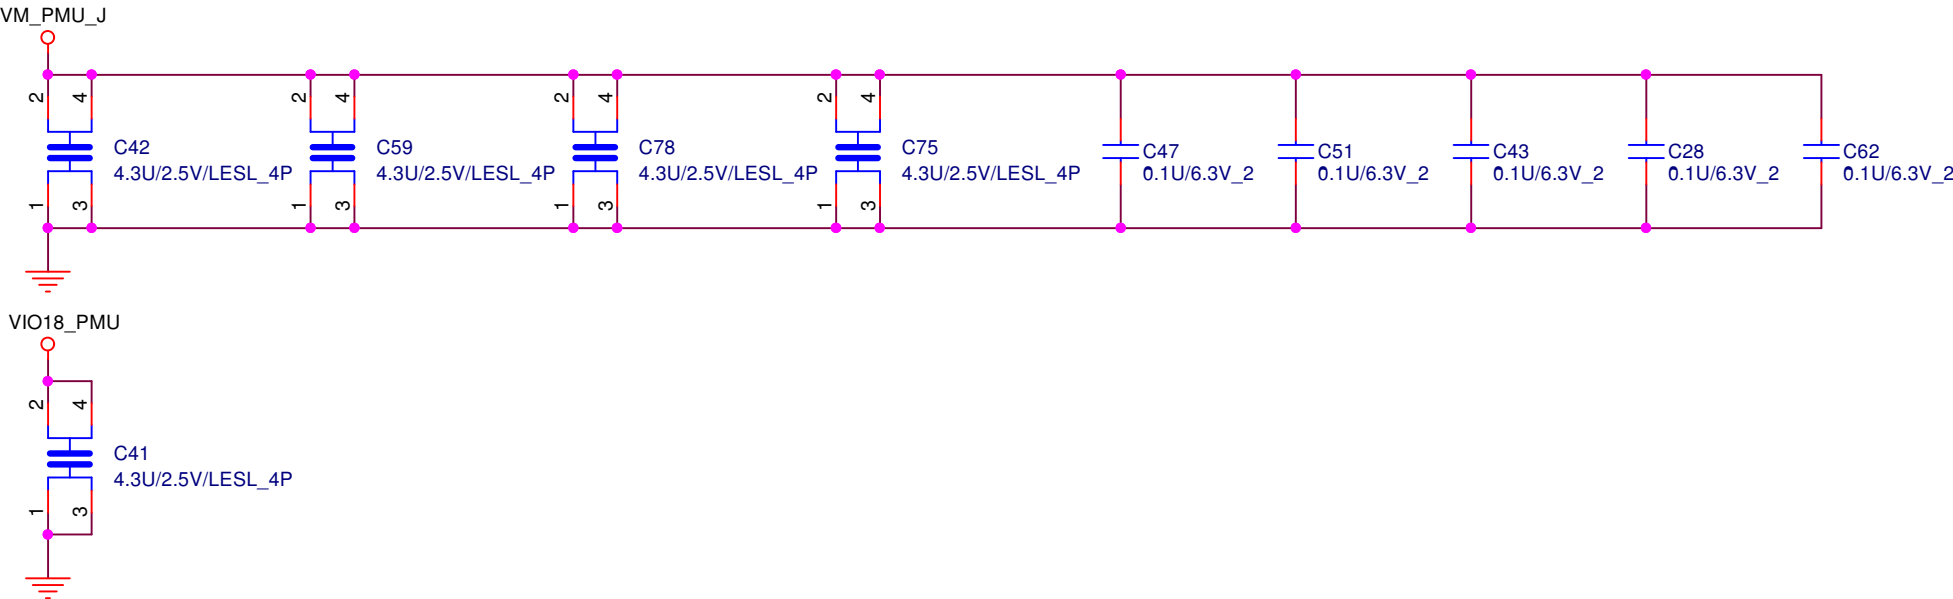 VM_PMU_J
2 4 2 4 2 4 2 4
C42 C59 C78 C75 C47 C51 C43 C28 C62
4.3U/2.5V/LESL_4P 4.3U/2.5V/LESL_4P 4.3U/2.5V/LESL_4P 4.3U/2.5V/LESL_4P 0.1U/6.3V_2 0.1U/6.3V_2 0.1U/6.3V_2 0.1U/6.3V_2 0.1U/6.3V_2
1 3 1 3 1 3 1 3
VIO18_PMU
2 4
C41
4.3U/2.5V/LESL_4P
1 3